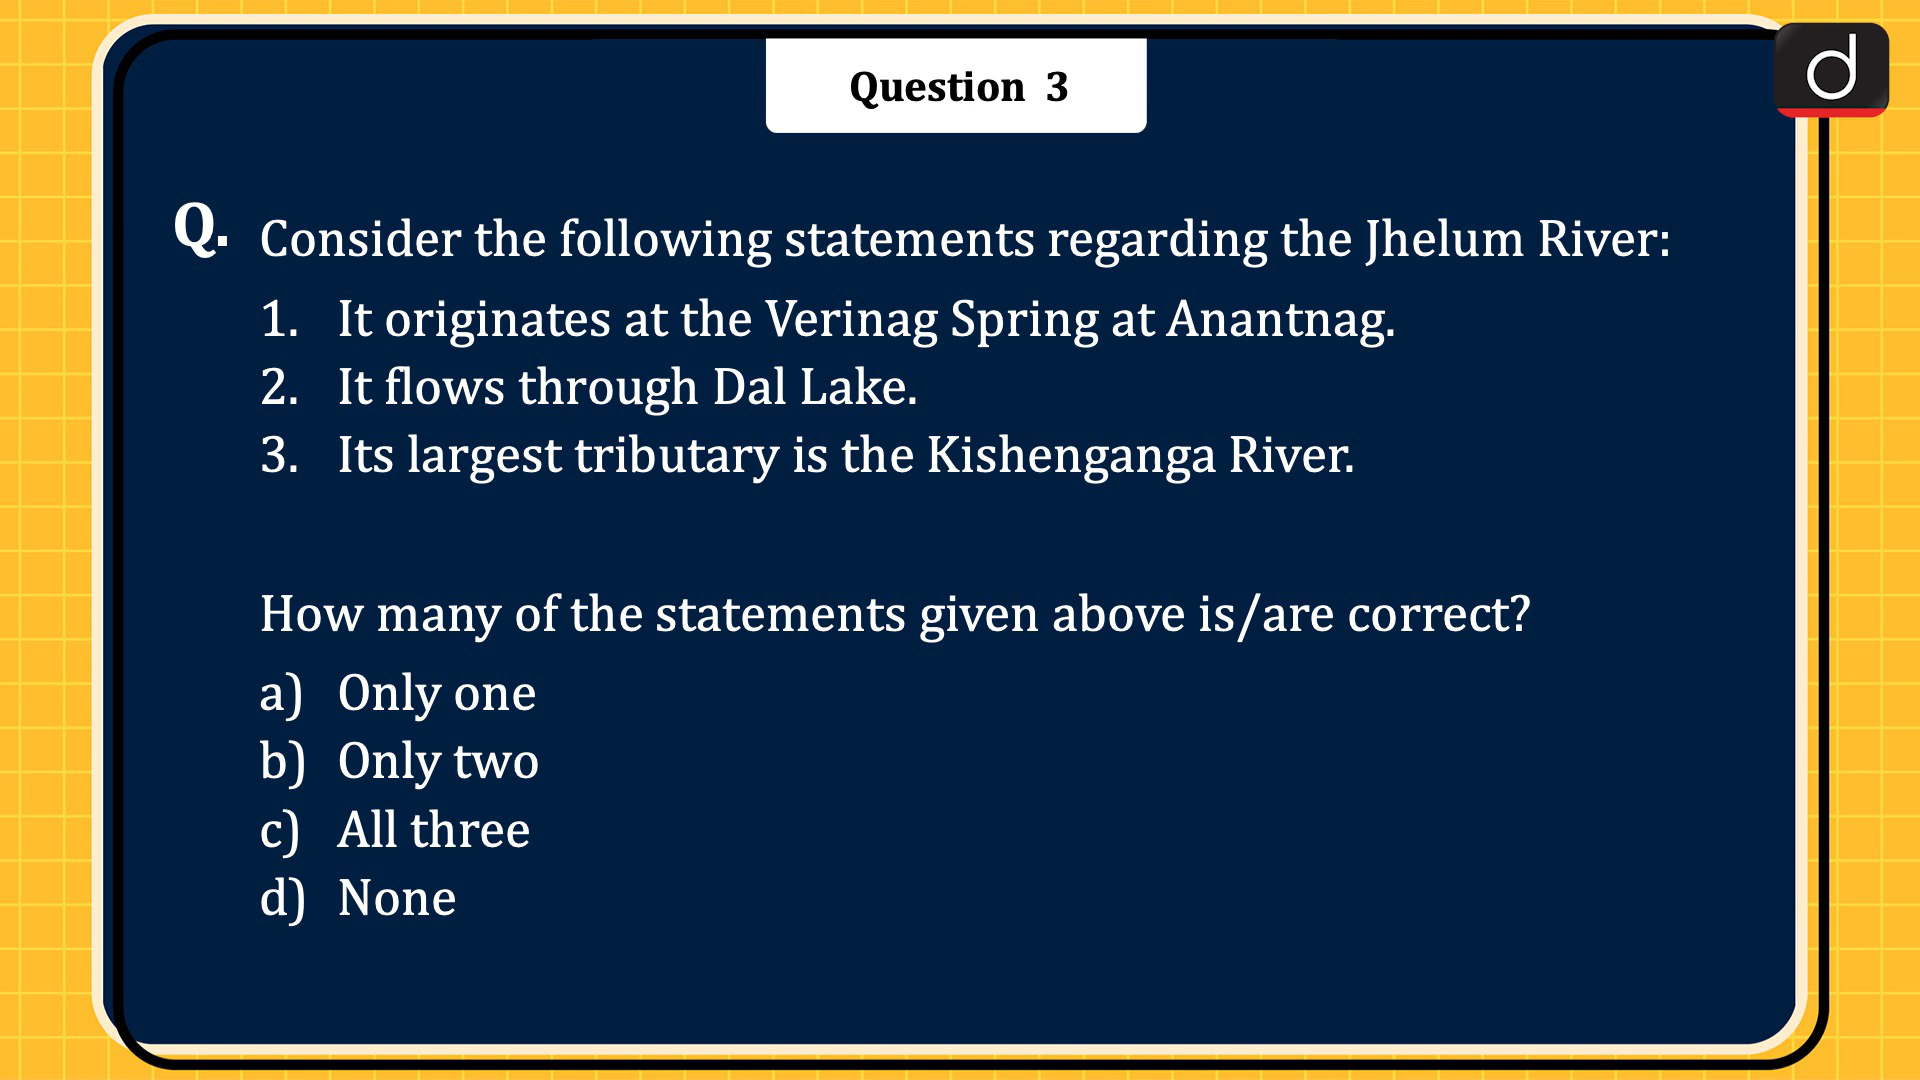 Question 3
Q. Consider the following statements regarding the Jhelum River:
1. It originates at the Verinag Spring at Anantnag.
2. It flows through Dal Lake.
3. Its largest tributary is the Kishenganga River.
How many of the statements given above is/are correct?
a) Only one
b) Only two
c) All three
d) None
d